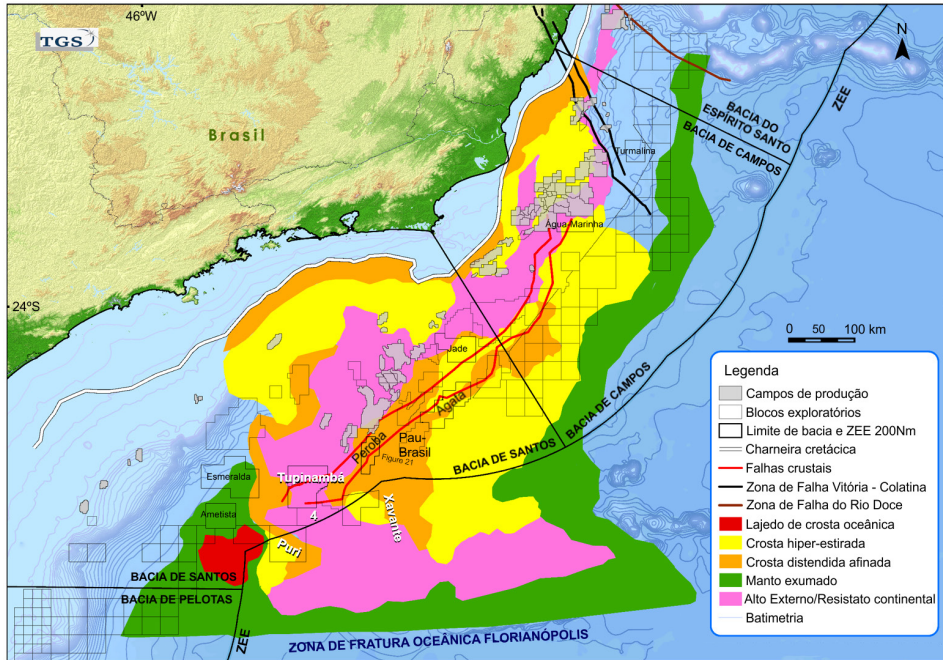 46ºW
TGS
N
ZEE
Brasil
BACIA DO
ESPÍRITO SANTO
BACIA DE CAMPOS
Turmalina
Água-Marinha
24ºS
0 50 100 km
Jade
Ágata
Peroba
Pau-
Brasil
Figure 21
BACIA DE SANTOS
BACIA DE CAMPOS
Esmeralda
Tupinambá
Ametista
4
Xavante
Puri
BACIA DE SANTOS
BACIA DE PELOTAS
ZEE
ZONA DE FRATURA OCEÂNICA FLORIANÓPOLIS
Legenda
Campos de produção
Blocos exploratórios
Limite de bacia e ZEE 200Nm
Charneira cretácica
Falhas crustais
Zona de Falha Vitória - Colatina
Zona de Falha do Rio Doce
Lajedo de crosta oceânica
Crosta hiper-estirada
Crosta distendida afinada
Manto exumado
Alto Externo/Resistato continental
Batimetria